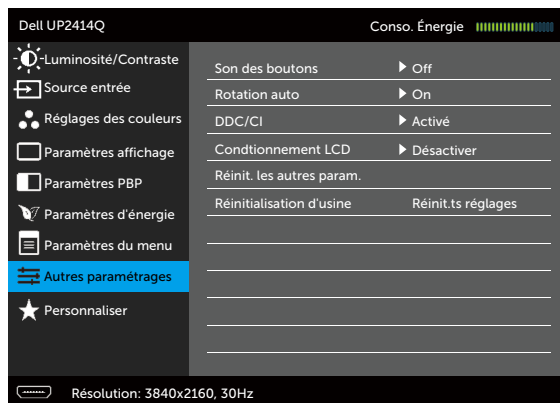 Dell UP2414Q Conso. Énergie
Luminosité/Contraste
Source entrée
Réglages des couleurs
Paramètres affichage
Paramètres PBP
Paramètres d'énergie
Paramètres du menu
Autres paramétrages
Personnaliser
Son des boutons Off
Rotation auto On
DDC/CI Activé
Condtionnement LCD Désactiver
Réinit. les autres param.
Réinitialisation d'usine Réinit.ts réglages
Résolution: 3840x2160, 30Hz